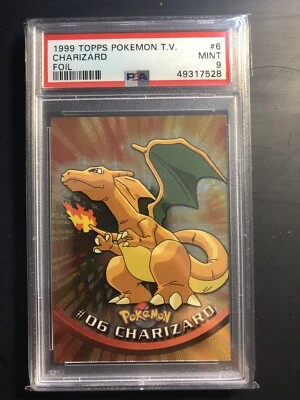 1999 TOPPS POKEMON T.V. #6
CHARIZARD MINT
FOIL PSA 9
49317528
POKéMON
#06 CHARIZARD